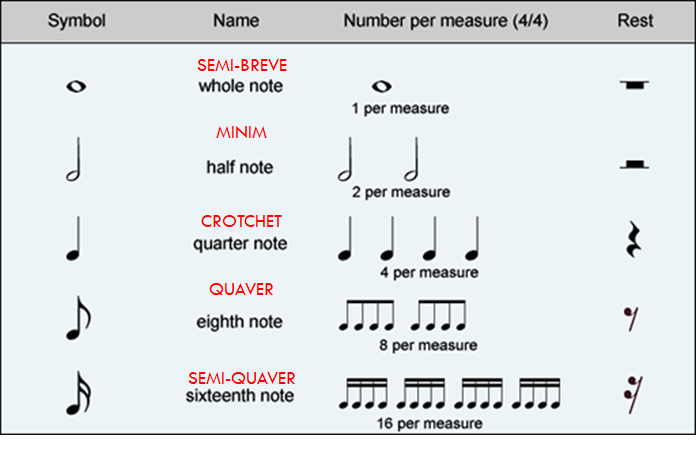 Symbol Name Number per measure (4/4) Rest
SEMI-BREVE
whole note
1 per measure
MINIM
half note
2 per measure
CROTCHET
quarter note
4 per measure
QUAVER
eighth note
8 per measure
SEMI-QUAVER
sixteenth note
16 per measure